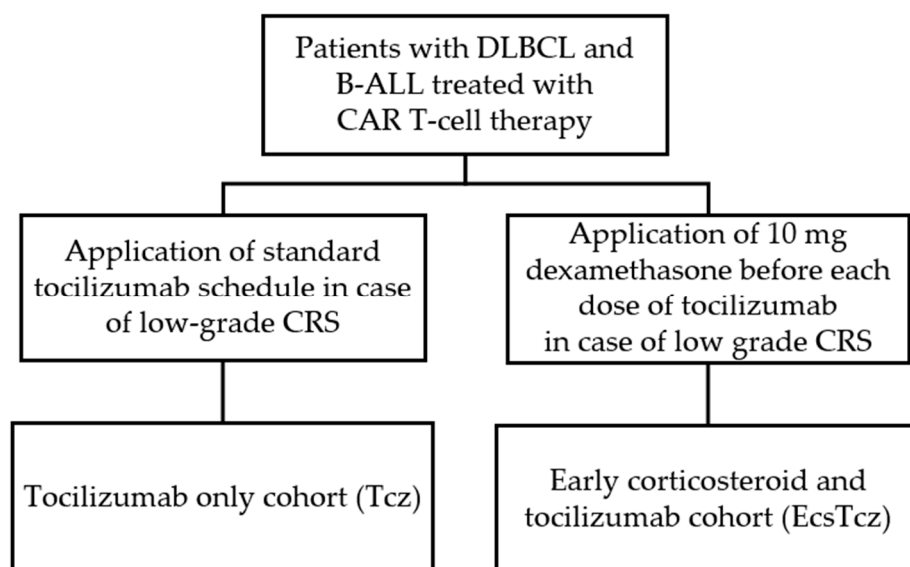 Patients with DLBCL and
B-ALL treated with
CAR T-cell therapy
Application of standard
tocilizumab schedule in case
of low-grade CRS
Application of 10 mg
dexamethasone before each
dose of tocilizumab
in case of low grade CRS
Tocilizumab only cohort (Tcz)
Early corticosteroid and
tocilizumab cohort (EcsTcz)